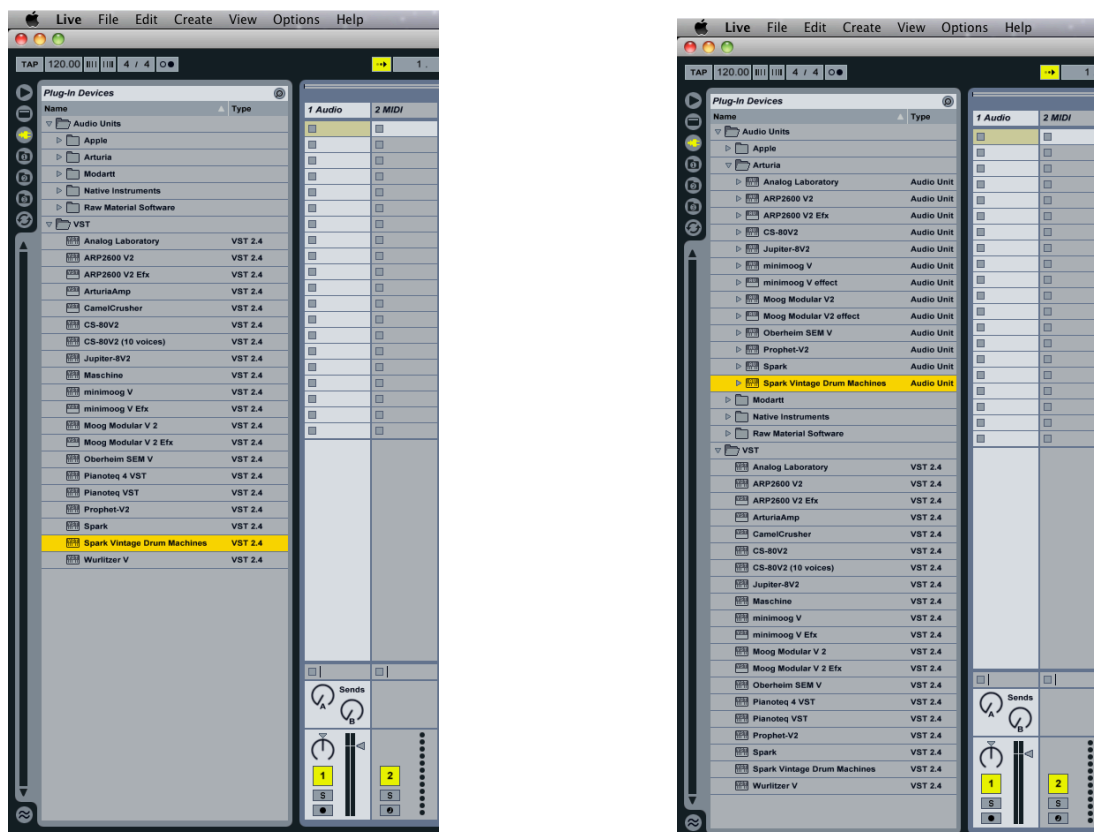 Live File Edit Create View Options Help
TAP 120.00 4 / 4 1 .
Plug-In Devices
Name Type
Audio Units
Apple
Arturia
Modartt
Native Instruments
Raw Material Software
VST
Analog Laboratory VST 2.4
ARP2600 V2 VST 2.4
ARP2600 V2 Efx VST 2.4
ArturiaAmp VST 2.4
CamelCrusher VST 2.4
CS-80V2 VST 2.4
CS-80V2 (10 voices) VST 2.4
Jupiter-8V2 VST 2.4
Maschine VST 2.4
minimoog V VST 2.4
minimoog V Efx VST 2.4
Moog Modular V 2 VST 2.4
Moog Modular V 2 Efx VST 2.4
Oberheim SEM V VST 2.4
Pianoteq 4 VST VST 2.4
Pianoteq VST VST 2.4
Prophet-V2 VST 2.4
Spark VST 2.4
Spark Vintage Drum Machines VST 2.4
Wurlitzer V VST 2.4
1 Audio 2 MIDI
Sends
A
B
1 2
S S
Live File Edit Create View Options Help
TAP 120.00 4 / 4 1
Plug-In Devices
Name Type
Audio Units
Apple
Arturia
Analog Laboratory Audio Unit
ARP2600 V2 Audio Unit
ARP2600 V2 Efx Audio Unit
CS-80V2 Audio Unit
Jupiter-8V2 Audio Unit
minimoog V Audio Unit
minimoog V effect Audio Unit
Moog Modular V2 Audio Unit
Moog Modular V2 effect Audio Unit
Oberheim SEM V Audio Unit
Prophet-V2 Audio Unit
Spark Audio Unit
Spark Vintage Drum Machines Audio Unit
Modartt
Native Instruments
Raw Material Software
VST
Analog Laboratory VST 2.4
ARP2600 V2 VST 2.4
ARP2600 V2 Efx VST 2.4
ArturiaAmp VST 2.4
CamelCrusher VST 2.4
CS-80V2 VST 2.4
CS-80V2 (10 voices) VST 2.4
Jupiter-8V2 VST 2.4
Maschine VST 2.4
minimoog V VST 2.4
minimoog V Efx VST 2.4
Moog Modular V 2 VST 2.4
Moog Modular V 2 Efx VST 2.4
Oberheim SEM V VST 2.4
Pianoteq 4 VST VST 2.4
Pianoteq VST VST 2.4
Prophet-V2 VST 2.4
Spark VST 2.4
Spark Vintage Drum Machines VST 2.4
Wurlitzer V VST 2.4
1 Audio 2 MIDI
Sends
A
B
1 2
S S